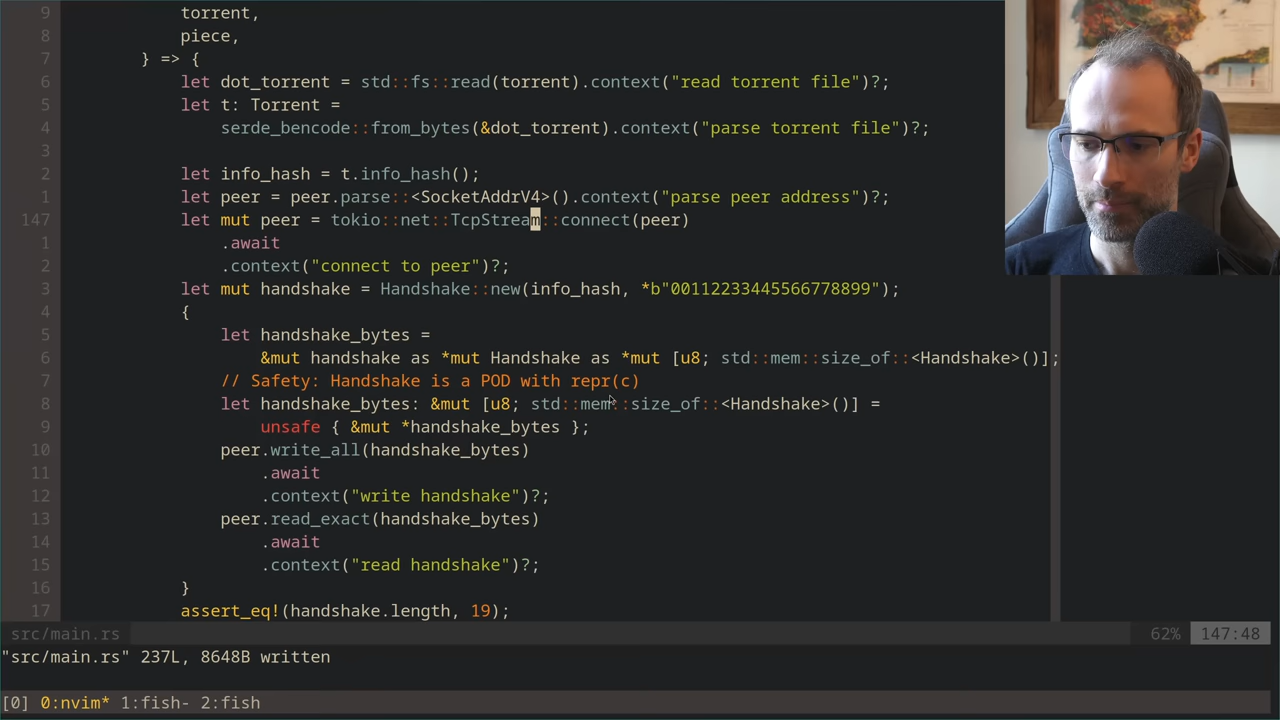 9 torrent,
8 piece,
7 } => {
6 let dot_torrent = std::fs::read(torrent).context("read torrent file")?;
5 let t: Torrent =
4 serde_bencode::from_bytes(&dot_torrent).context("parse torrent file")?;
3
2 let info_hash = t.info_hash();
1 let peer = peer.parse::<SocketAddrV4>().context("parse peer address")?;
147 let mut peer = tokio::net::TcpStream::connect(peer)
1 .await
2 .context("connect to peer")?;
3 let mut handshake = Handshake::new(info_hash, *b"00112233445566778899");
4 {
5 let handshake_bytes =
6 &mut handshake as *mut Handshake as *mut [u8; std::mem::size_of::<Handshake>()];
7 // Safety: Handshake is a POD with repr(c)
8 let handshake_bytes: &mut [u8; std::mem::size_of::<Handshake>()] =
9 unsafe { &mut *handshake_bytes };
10 peer.write_all(handshake_bytes)
11 .await
12 .context("write handshake")?;
13 peer.read_exact(handshake_bytes)
14 .await
15 .context("read handshake")?;
16 }
17 assert_eq!(handshake.length, 19);
src/main.rs 62% 147:48
"src/main.rs" 237L, 8648B written
[0] 0:nvim* 1:fish- 2:fish